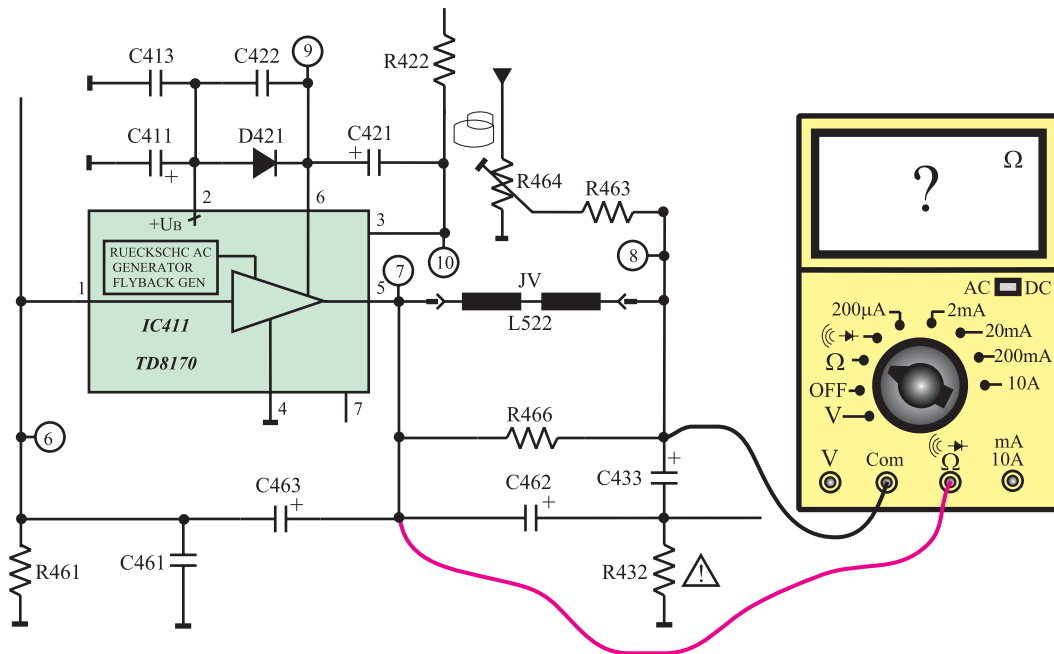 C413
C422
9
R422
C411
+
D421
C421
+
R464
R463
2
6
+UB
3
RUECKSCHC AC
GENERATOR
FLYBACK GEN
10
7
8
1
5
JV
L522
IC411
TD8170
4
7
6
R466
C463
+
C462
+
C433
+
R461
C461
R432
!
?
Ω
AC
DC
200µA
2mA
20mA
200mA
10A
Ω
OFF
V
V
Com
Ω
mA
10A